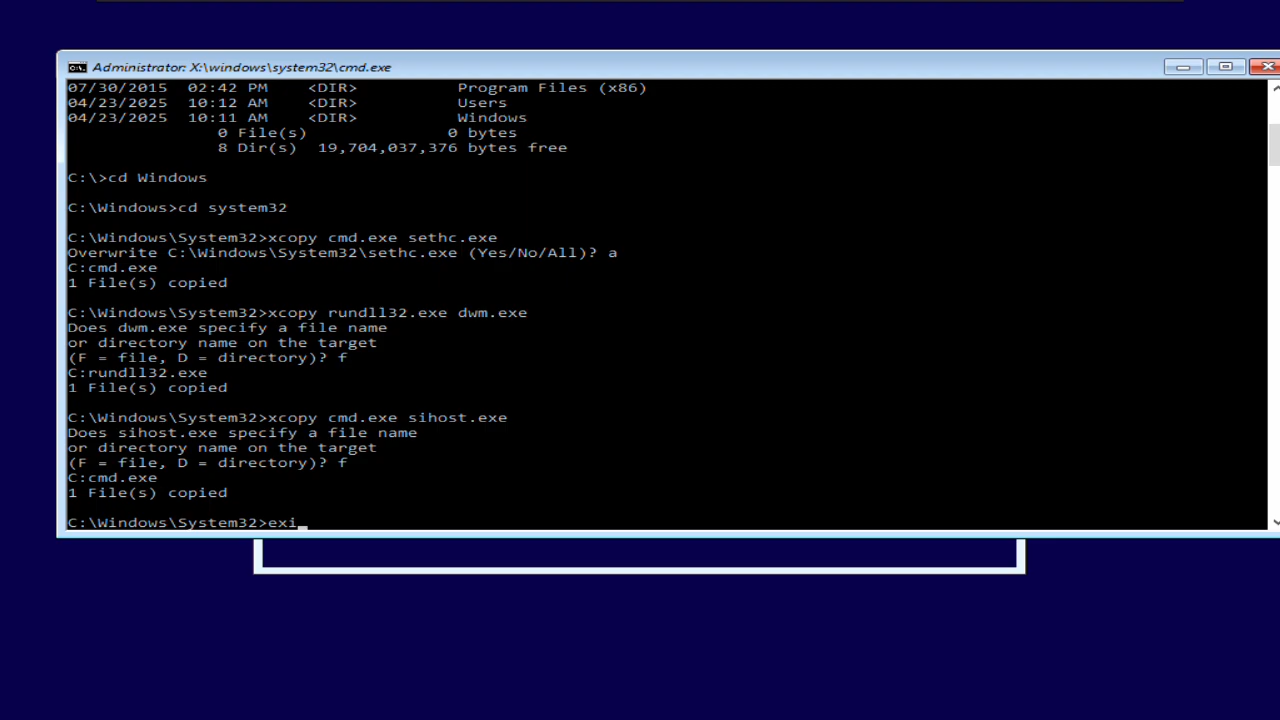 Administrator: X:\windows\system32\cmd.exe
07/30/2015  02:42 PM    <DIR>          Program Files (x86)
04/23/2025  10:12 AM    <DIR>          Users
04/23/2025  10:11 AM    <DIR>          Windows
               0 File(s)              0 bytes
               8 Dir(s)  19,704,037,376 bytes free
C:\>cd Windows
C:\Windows>cd system32
C:\Windows\System32>xcopy cmd.exe sethc.exe
Overwrite C:\Windows\System32\sethc.exe (Yes/No/All)? a
C:cmd.exe
1 File(s) copied
C:\Windows\System32>xcopy rundll32.exe dwm.exe
Does dwm.exe specify a file name
or directory name on the target
(F = file, D = directory)? f
C:rundll32.exe
1 File(s) copied
C:\Windows\System32>xcopy cmd.exe sihost.exe
Does sihost.exe specify a file name
or directory name on the target
(F = file, D = directory)? f
C:cmd.exe
1 File(s) copied
C:\Windows\System32>exi_